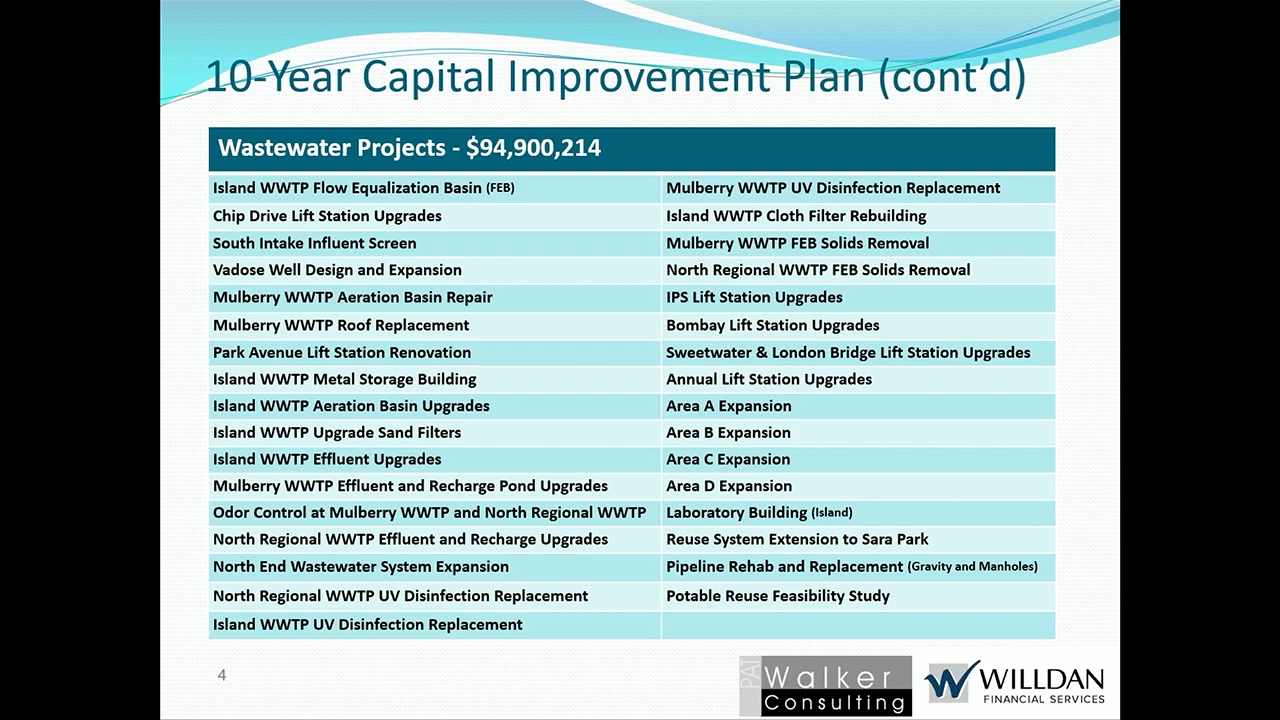 10-Year Capital Improvement Plan (cont’d)
Wastewater Projects - $94,900,214
Island WWTP Flow Equalization Basin (FEB)
Mulberry WWTP UV Disinfection Replacement
Chip Drive Lift Station Upgrades
Island WWTP Cloth Filter Rebuilding
South Intake Influent Screen
Mulberry WWTP FEB Solids Removal
Vadose Well Design and Expansion
North Regional WWTP FEB Solids Removal
Mulberry WWTP Aeration Basin Repair
IPS Lift Station Upgrades
Mulberry WWTP Roof Replacement
Bombay Lift Station Upgrades
Park Avenue Lift Station Renovation
Sweetwater & London Bridge Lift Station Upgrades
Island WWTP Metal Storage Building
Annual Lift Station Upgrades
Island WWTP Aeration Basin Upgrades
Area A Expansion
Island WWTP Upgrade Sand Filters
Area B Expansion
Island WWTP Effluent Upgrades
Area C Expansion
Mulberry WWTP Effluent and Recharge Pond Upgrades
Area D Expansion
Odor Control at Mulberry WWTP and North Regional WWTP
Laboratory Building (Island)
North Regional WWTP Effluent and Recharge Upgrades
Reuse System Extension to Sara Park
North End Wastewater System Expansion
Pipeline Rehab and Replacement (Gravity and Manholes)
North Regional WWTP UV Disinfection Replacement
Potable Reuse Feasibility Study
Island WWTP UV Disinfection Replacement
4
PAT
Walker
Consulting
WILLDAN
FINANCIAL SERVICES